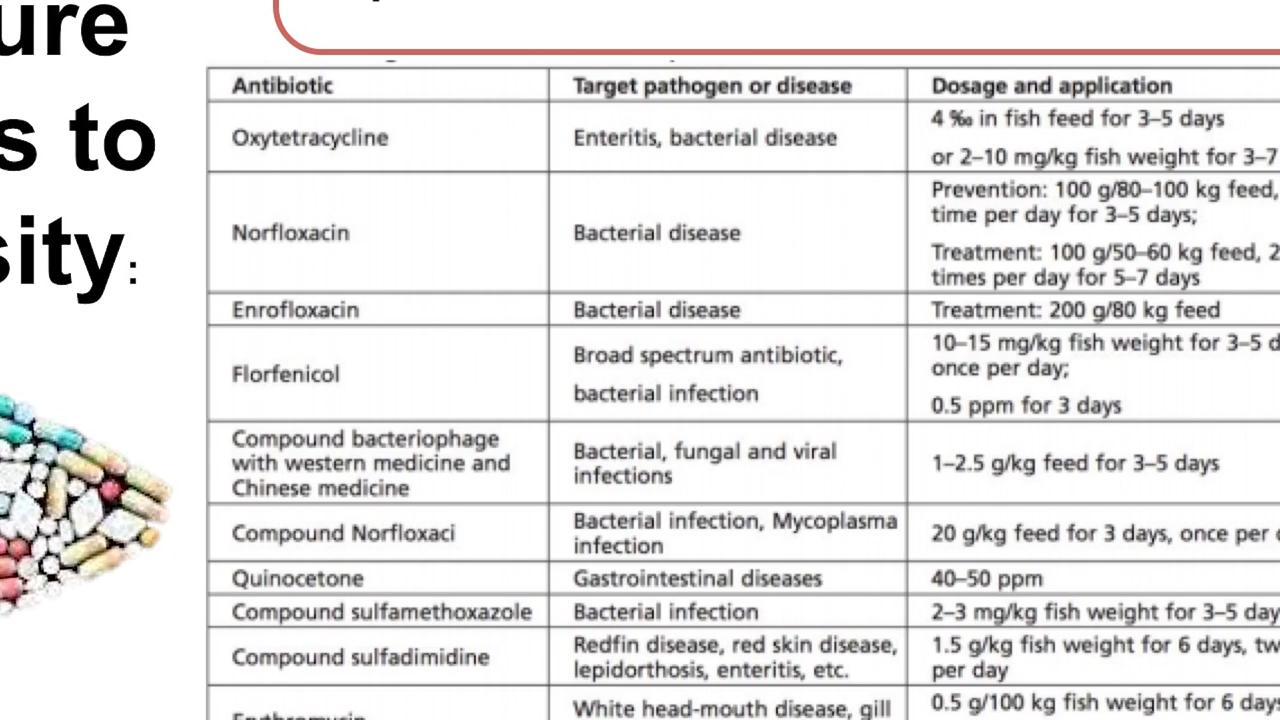 ure
s to
sity:
Antibiotic Target pathogen or disease Dosage and application
Oxytetracycline Enteritis, bacterial disease 4 ‰ in fish feed for 3–5 days
or 2–10 mg/kg fish weight for 3–7
Norfloxacin Bacterial disease Prevention: 100 g/80–100 kg feed,
time per day for 3–5 days;
Treatment: 100 g/50–60 kg feed, 2
times per day for 5–7 days
Enrofloxacin Bacterial disease Treatment: 200 g/80 kg feed
Florfenicol Broad spectrum antibiotic,
bacterial infection 10–15 mg/kg fish weight for 3–5 d
once per day;
0.5 ppm for 3 days
Compound bacteriophage
with western medicine and
Chinese medicine Bacterial, fungal and viral
infections 1–2.5 g/kg feed for 3–5 days
Compound Norfloxaci Bacterial infection, Mycoplasma
infection 20 g/kg feed for 3 days, once per
Quinocetone Gastrointestinal diseases 40–50 ppm
Compound sulfamethoxazole Bacterial infection 2–3 mg/kg fish weight for 3–5 day
Compound sulfadimidine Redfin disease, red skin disease,
lepidorthosis, enteritis, etc. 1.5 g/kg fish weight for 6 days, tw
per day
White head-mouth disease, gill 0.5 g/100 kg fish weight for 6 days